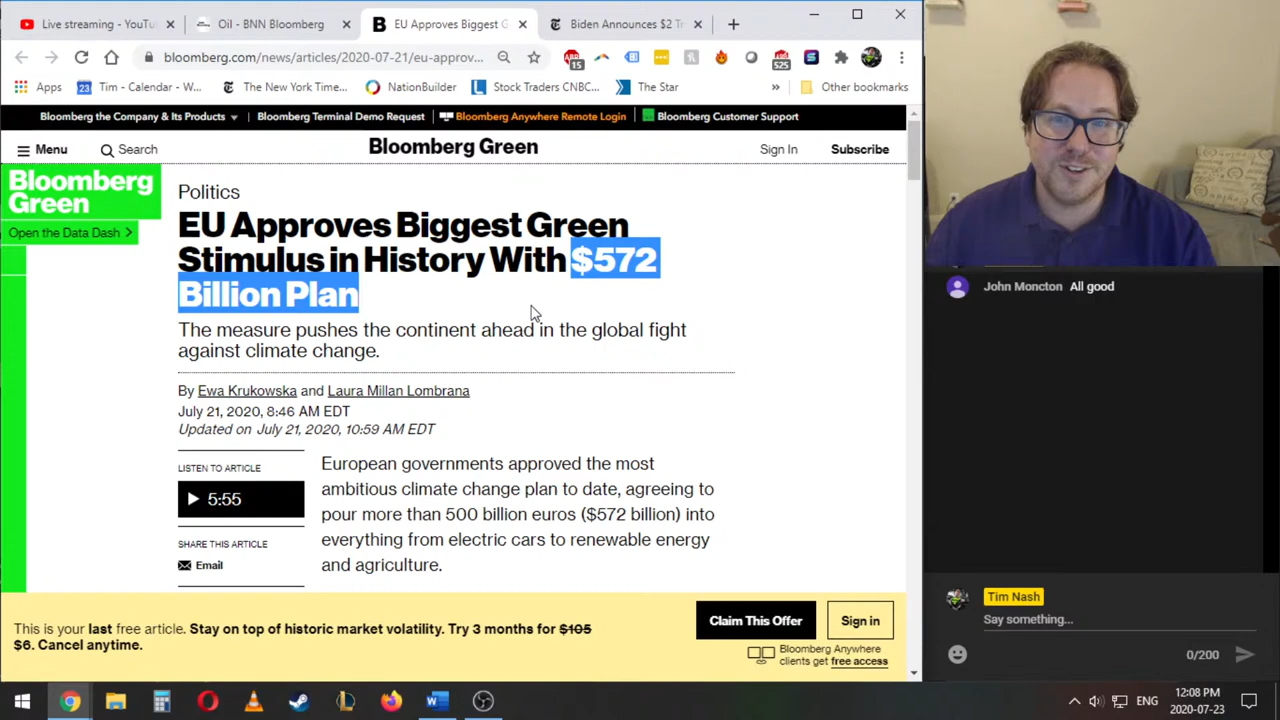 Live streaming - YouTu
Oil - BNN Bloomberg
EU Approves Biggest G
Biden Announces $2 T
bloomberg.com/news/articles/2020-07-21/eu-approv...
15
525
Apps
23
Tim - Calendar - W...
The New York Time...
NationBuilder
Stock Traders CNBC...
The Star
»
Other bookmarks
Bloomberg the Company & Its Products
Bloomberg Terminal Demo Request
Bloomberg Anywhere Remote Login
Bloomberg Customer Support
Menu
Search
Bloomberg Green
Sign In
Subscribe
Bloomberg
Green
Open the Data Dash >
Politics
EU Approves Biggest Green
Stimulus in History With $572
Billion Plan
The measure pushes the continent ahead in the global fight
against climate change.
By Ewa Krukowska and Laura Millan Lombrana
July 21, 2020, 8:46 AM EDT
Updated on July 21, 2020, 10:59 AM EDT
LISTEN TO ARTICLE
5:55
SHARE THIS ARTICLE
Email
European governments approved the most
ambitious climate change plan to date, agreeing to
pour more than 500 billion euros ($572 billion) into
everything from electric cars to renewable energy
and agriculture.
This is your last free article. Stay on top of historic market volatility. Try 3 months for $105
$6. Cancel anytime.
Claim This Offer
Sign in
Bloomberg Anywhere
clients get free access
John Moncton All good
Tim Nash
Say something...
0/200
ENG
12:08 PM
2020-07-23